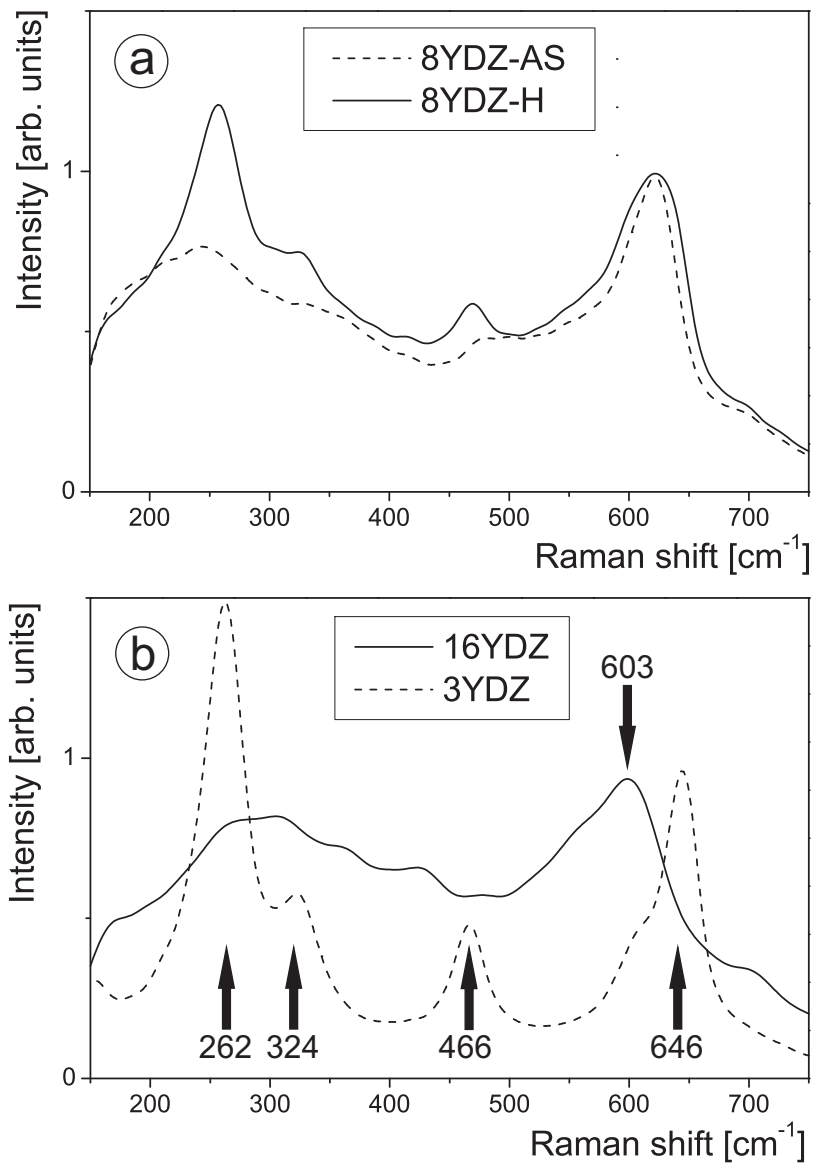 a
8YDZ-AS
8YDZ-H
Intensity [arb. units]
1
0
200 300 400 500 600 700
Raman shift [cm⁻¹]
b
16YDZ
3YDZ
603
Intensity [arb. units]
1
262 324 466 646
0
200 300 400 500 600 700
Raman shift [cm⁻¹]